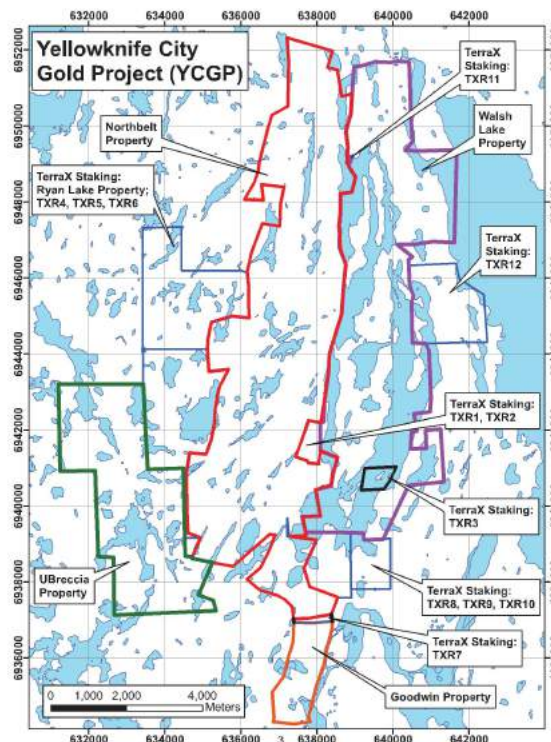 632000 634000 636000 638000 640000 642000
Yellowknife City
Gold Project (YCGP)
TerraX
Staking:
TXR11
Northbelt
Property
Walsh
Lake
Property
TerraX Staking:
Ryan Lake Property;
TXR4, TXR5, TXR6
TerraX
Staking:
TXR12
TerraX Staking:
TXR1, TXR2
TerraX
Staking:
TXR3
UBreccia
Property
TerraX Staking:
TXR8, TXR9, TXR10
TerraX
Staking:
TXR7
Goodwin Property
0 1,000 2,000 4,000
Meters
6952000
6950000
6948000
6946000
6944000
6942000
6940000
6938000
6936000
632000 634000 636000 638000 640000 642000